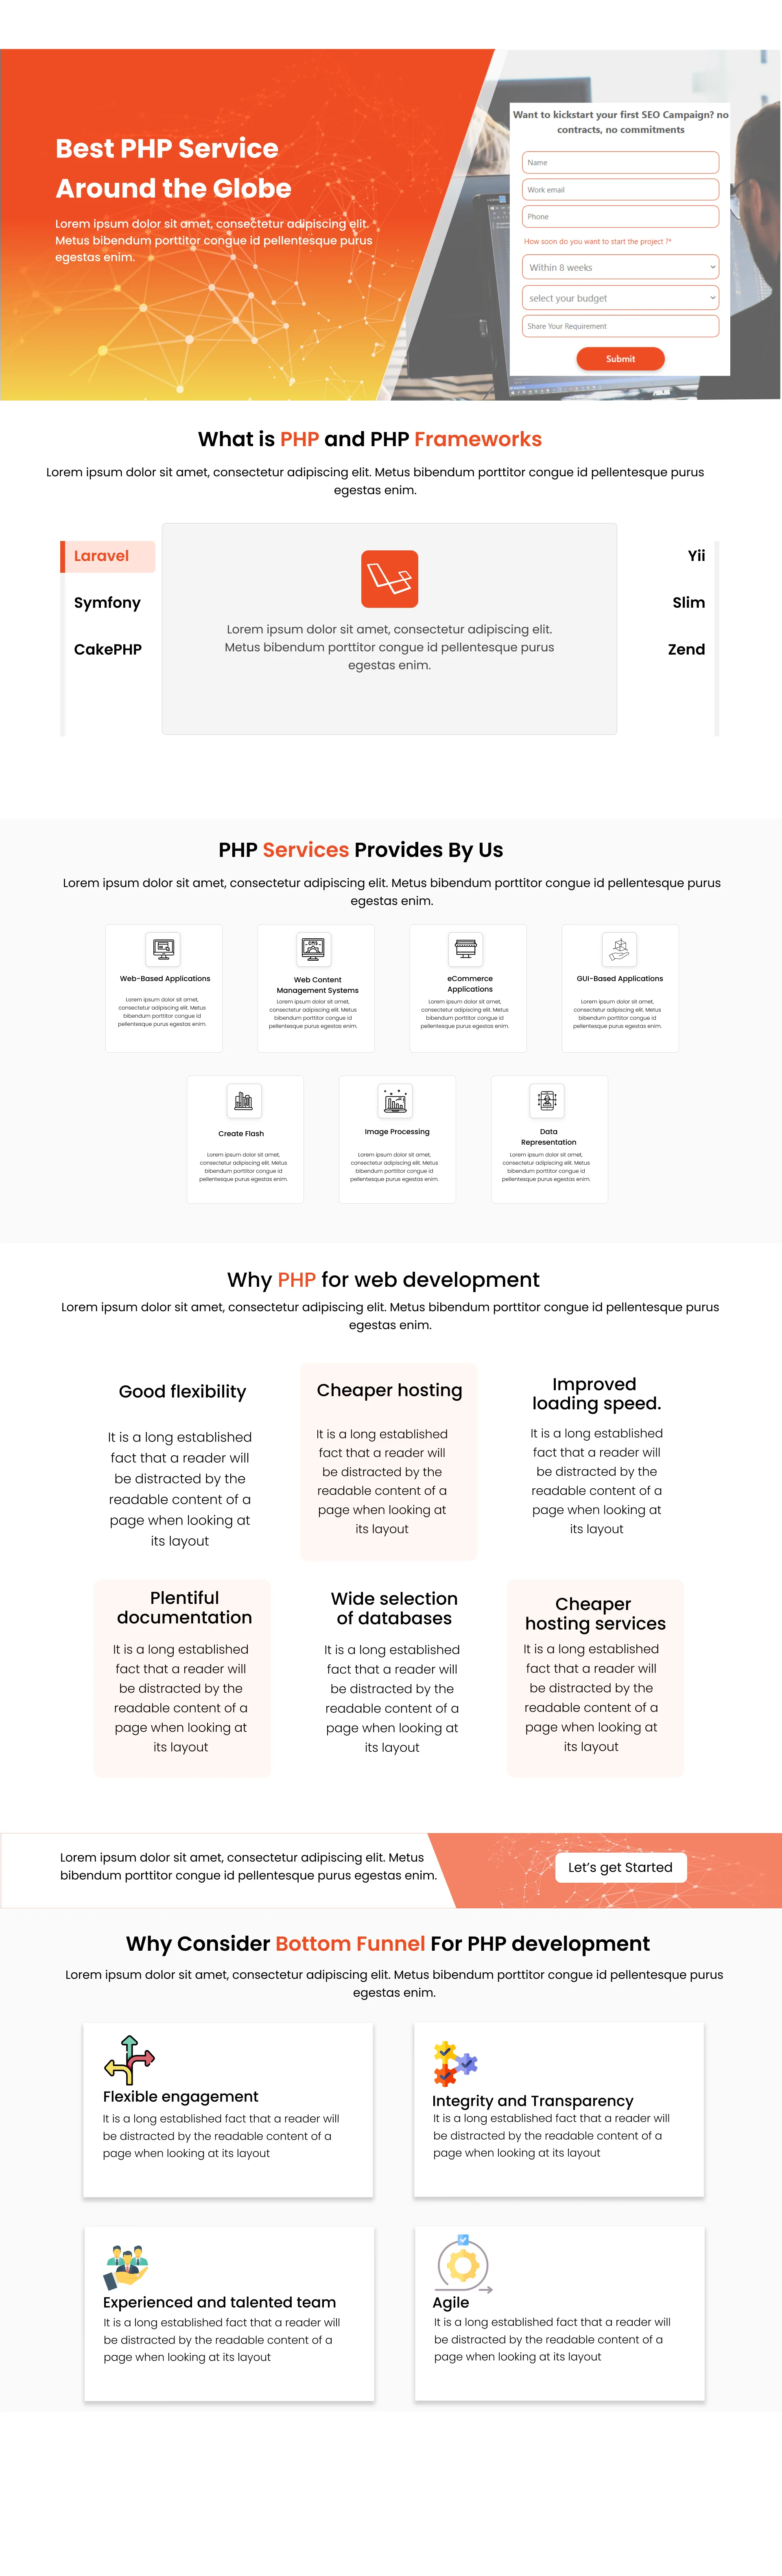 Best PHP Service
Around the Globe
Lorem ipsum dolor sit amet, consectetur adipiscing elit.
Metus bibendum porttitor congue id pellentesque purus
egestas enim.
Want to kickstart your first SEO Campaign? no
contracts, no commitments
Name
Work email
Phone
How soon do you want to start the project ?*
Within 8 weeks
select your budget
Share Your Requirement
Submit
ASUS
What is PHP and PHP Frameworks
Lorem ipsum dolor sit amet, consectetur adipiscing elit. Metus bibendum porttitor congue id pellentesque purus
egestas enim.
Laravel
Symfony
CakePHP
Lorem ipsum dolor sit amet, consectetur adipiscing elit.
Metus bibendum porttitor congue id pellentesque purus
egestas enim.
Yii
Slim
Zend
PHP Services Provides By Us
Lorem ipsum dolor sit amet, consectetur adipiscing elit. Metus bibendum porttitor congue id pellentesque purus
egestas enim.
Web-Based Applications
Lorem ipsum dolor sit amet,
consectetur adipiscing elit. Metus
bibendum porttitor congue id
pellentesque purus egestas enim.
CMS
Web Content
Management Systems
Lorem ipsum dolor sit amet,
consectetur adipiscing elit. Metus
bibendum porttitor congue id
pellentesque purus egestas enim.
eCommerce
Applications
Lorem ipsum dolor sit amet,
consectetur adipiscing elit. Metus
bibendum porttitor congue id
pellentesque purus egestas enim.
GUI-Based Applications
Lorem ipsum dolor sit amet,
consectetur adipiscing elit. Metus
bibendum porttitor congue id
pellentesque purus egestas enim.
Create Flash
Lorem ipsum dolor sit amet,
consectetur adipiscing elit. Metus
bibendum porttitor congue id
pellentesque purus egestas enim.
Image Processing
Lorem ipsum dolor sit amet,
consectetur adipiscing elit. Metus
bibendum porttitor congue id
pellentesque purus egestas enim.
Data
Representation
Lorem ipsum dolor sit amet,
consectetur adipiscing elit. Metus
bibendum porttitor congue id
pellentesque purus egestas enim.
Why PHP for web development
Lorem ipsum dolor sit amet, consectetur adipiscing elit. Metus bibendum porttitor congue id pellentesque purus
egestas enim.
Good flexibility
It is a long established
fact that a reader will
be distracted by the
readable content of a
page when looking at
its layout
Cheaper hosting
It is a long established
fact that a reader will
be distracted by the
readable content of a
page when looking at
its layout
Improved
loading speed.
It is a long established
fact that a reader will
be distracted by the
readable content of a
page when looking at
its layout
Plentiful
documentation
It is a long established
fact that a reader will
be distracted by the
readable content of a
page when looking at
its layout
Wide selection
of databases
It is a long established
fact that a reader will
be distracted by the
readable content of a
page when looking at
its layout
Cheaper
hosting services
It is a long established
fact that a reader will
be distracted by the
readable content of a
page when looking at
its layout
Lorem ipsum dolor sit amet, consectetur adipiscing elit. Metus
bibendum porttitor congue id pellentesque purus egestas enim.
Let's get Started
Why Consider Bottom Funnel For PHP development
Lorem ipsum dolor sit amet, consectetur adipiscing elit. Metus bibendum porttitor congue id pellentesque purus
egestas enim.
Flexible engagement
It is a long established fact that a reader will
be distracted by the readable content of a
page when looking at its layout
Integrity and Transparency
It is a long established fact that a reader will
be distracted by the readable content of a
page when looking at its layout
Experienced and talented team
It is a long established fact that a reader will
be distracted by the readable content of a
page when looking at its layout
Agile
It is a long established fact that a reader will
be distracted by the readable content of a
page when looking at its layout